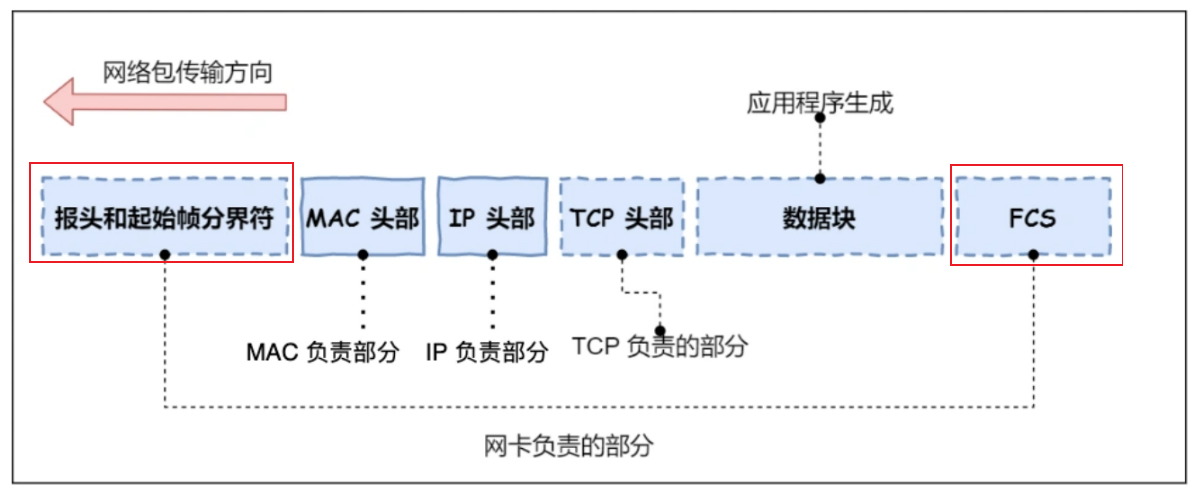 网络包传输方向
应用程序生成
报头和起始帧分界符
MAC 头部
IP 头部
TCP 头部
数据块
FCS
MAC 负责部分
IP 负责部分
TCP 负责的部分
网卡负责的部分